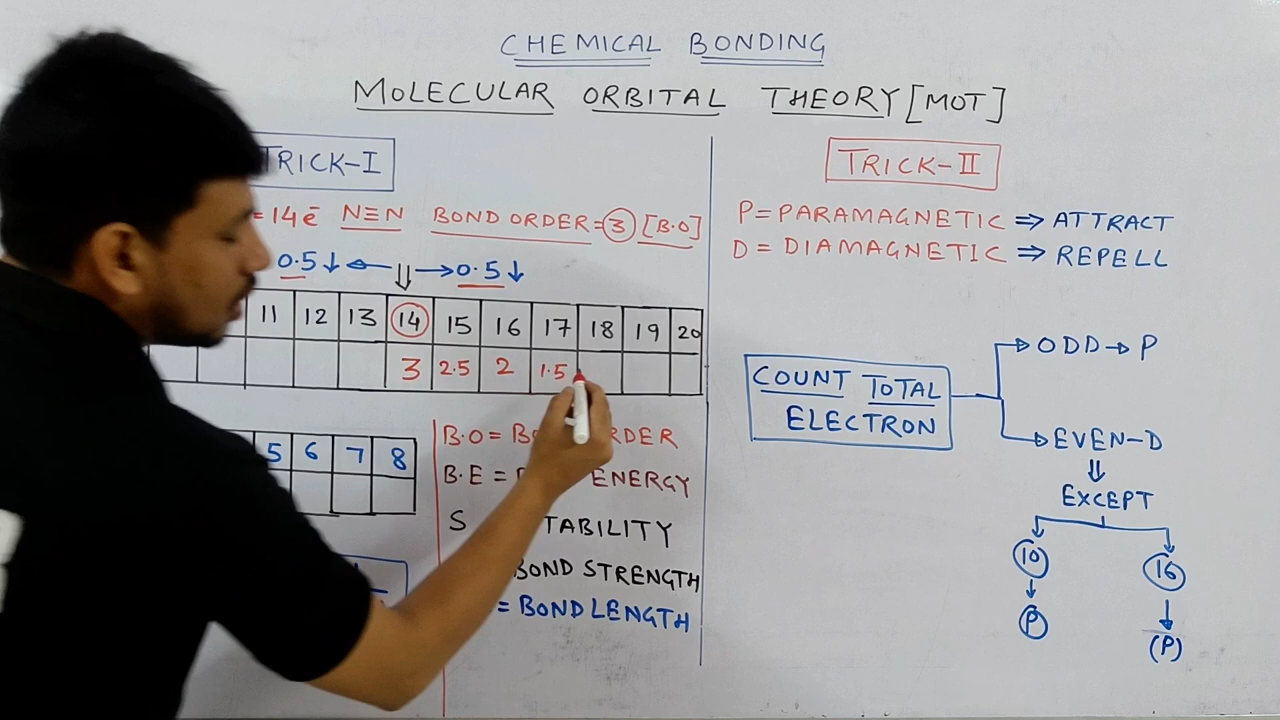 CHEMICAL BONDING
MOLECULAR ORBITAL THEORY [MOT]
TRICK-I
= 14ē N≡N BOND ORDER = 3 [B.O]
0.5↓ ← ⇓ → 0.5↓
11 12 13 14 15 16 17 18 19 20
3 2.5 2 1.5
5 6 7 8
B.O = RDER
B.E = ENERGY
S TABILITY
BOND STRENGTH
= BOND LENGTH
TRICK-II
P = PARAMAGNETIC ⇒ ATTRACT
D = DIAMAGNETIC ⇒ REPELL
COUNT TOTAL
ELECTRON
ODD → P
EVEN-D
⇓
EXCEPT
10 16
↓ ↓
P (P)